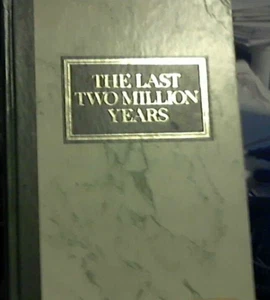 THE LAST
TWO MILLION
YEARS